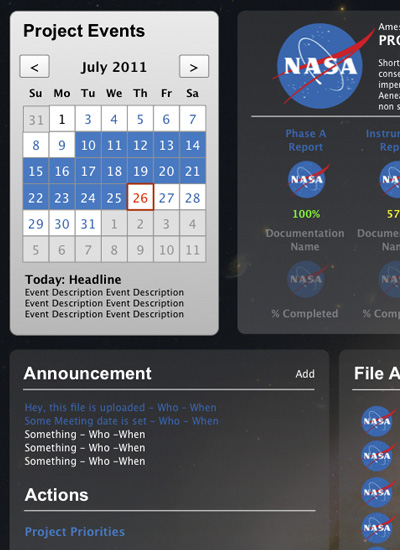 Project Events
< July 2011 >
Su Mo Tu We Th Fr Sa
31 1 3 4 5 6 7
8 9 10 11 12 13 14
15 16 17 18 19 20 21
22 23 24 25 26 27 28
29 30 31 1 2 3 4
5 6 7 8 9 10 11
Today: Headline
Event Description Event Description
Event Description Event Description
Event Description Event Description
NASA
Ames
PRO
Short
conse
imper
Aenea
non s
Phase A
Report
NASA
100%
Documentation
Name
NASA
% Completed
Instrum
Rep
NASA
57
Docume
Nam
NASA
% Comp
Announcement
Add
Hey, this file is uploaded - Who - When
Some Meeting date is set - Who - When
Something - Who -When
Something - Who -When
Something - Who -When
Actions
Project Priorities
File A
NASA
NASA
NASA
NASA
NASA